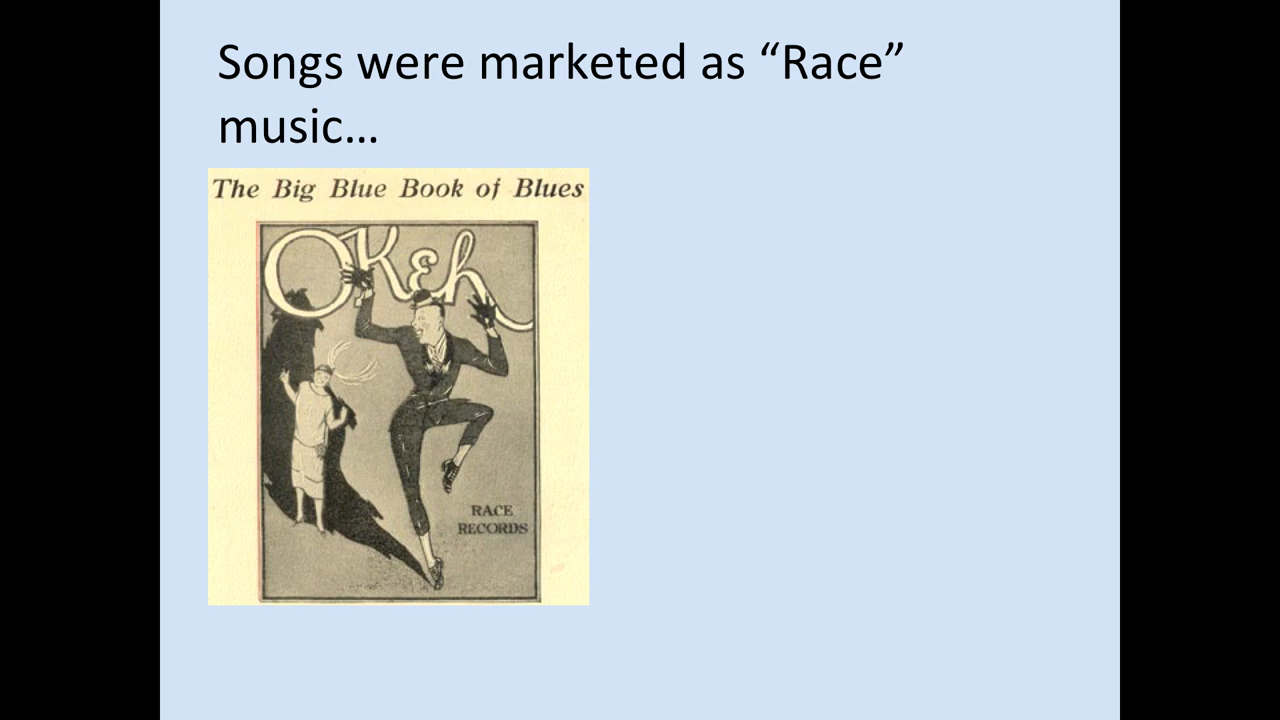 Songs were marketed as “Race”
music…
The Big Blue Book of Blues
OKeh
RACE
RECORDS